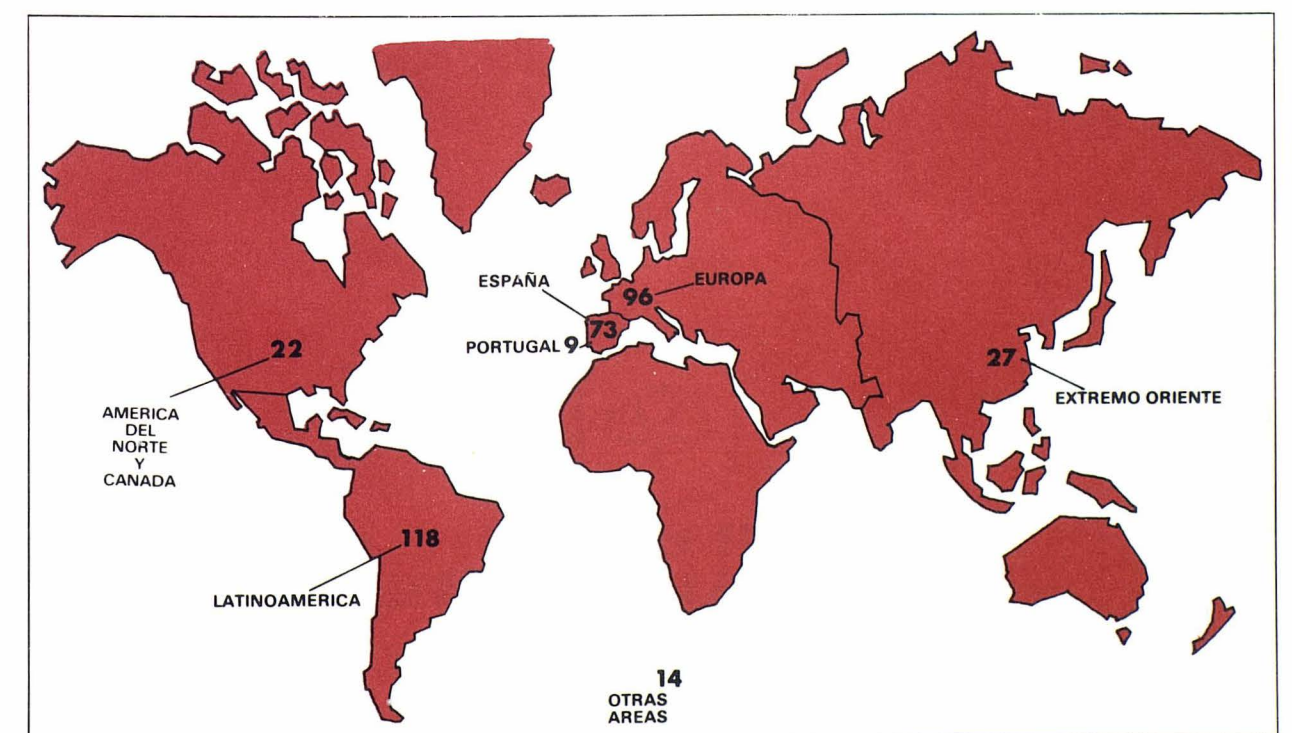 ESPAÑA
96 EUROPA
73
PORTUGAL 9
22
27
AMERICA
DEL
NORTE
Y
CANADA
EXTREMO ORIENTE
118
LATINOAMERICA
14
OTRAS
AREAS